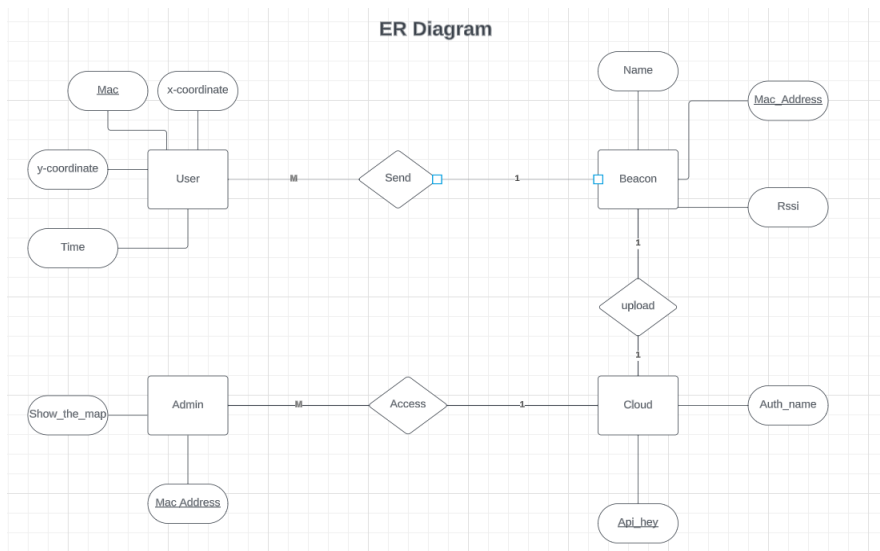 ER Diagram
Name
Mac
x-coordinate
Mac_Address
y-coordinate
User
M
Send
1
Beacon
Rssi
Time
1
upload
1
Show_the_map
Admin
M
Access
1
Cloud
Auth_name
Mac Address
Api_hey